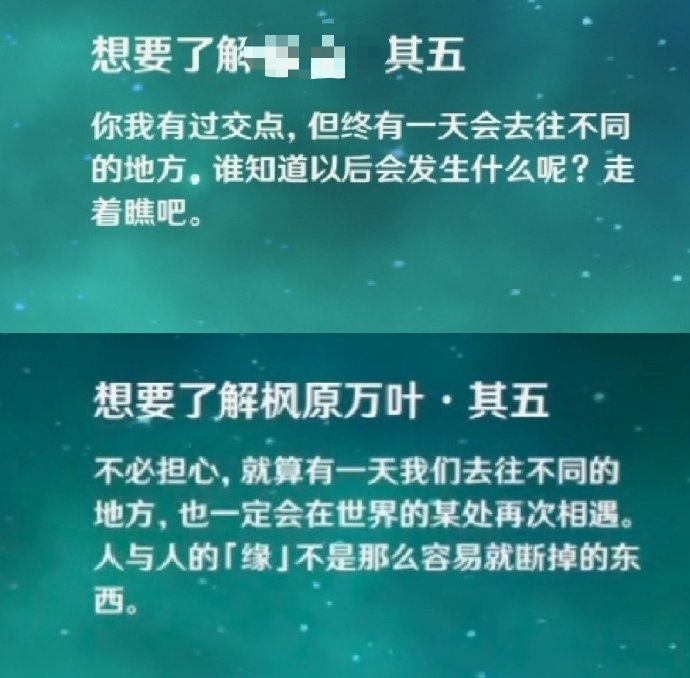 想要了解 其五
你我有过交点，但终有一天会去往不同
的地方。谁知道以后会发生什么呢？走
着瞧吧。
想要了解枫原万叶·其五
不必担心，就算有一天我们去往不同的
地方，也一定会在世界的某处再次相遇。
人与人的「缘」不是那么容易就断掉的东
西。